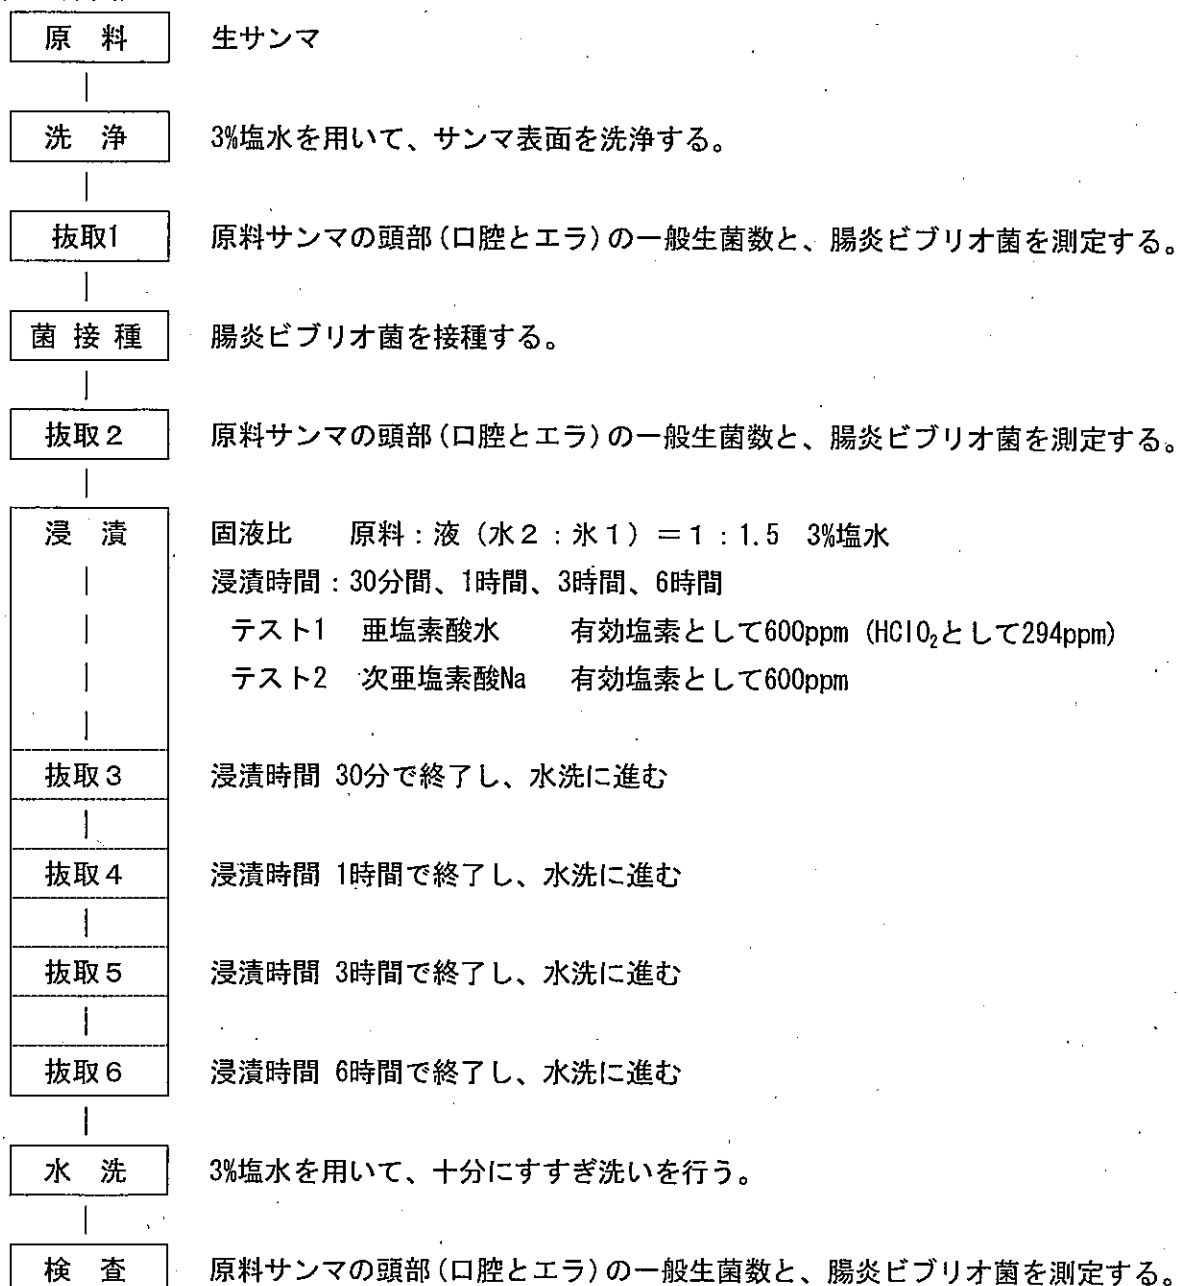 原 料 生サンマ
洗 浄 3%塩水を用いて、サンマ表面を洗浄する。
抜取1 原料サンマの頭部(口腔とエラ)の一般生菌数と、腸炎ビブリオ菌を測定する。
菌 接 種 腸炎ビブリオ菌を接種する。
抜取2 原料サンマの頭部(口腔とエラ)の一般生菌数と、腸炎ビブリオ菌を測定する。
浸 漬 固液比 原料:液(水2:氷1)=1:1.5 3%塩水
浸漬時間:30分間、1時間、3時間、6時間
テスト1 亜塩素酸水 有効塩素として600ppm (HClO₂として294ppm)
テスト2 次亜塩素酸Na 有効塩素として600ppm
抜取3 浸漬時間 30分で終了し、水洗に進む
抜取4 浸漬時間 1時間で終了し、水洗に進む
抜取5 浸漬時間 3時間で終了し、水洗に進む
抜取6 浸漬時間 6時間で終了し、水洗に進む
水 洗 3%塩水を用いて、十分にすすぎ洗いを行う。
検 査 原料サンマの頭部(口腔とエラ)の一般生菌数と、腸炎ビブリオ菌を測定する。